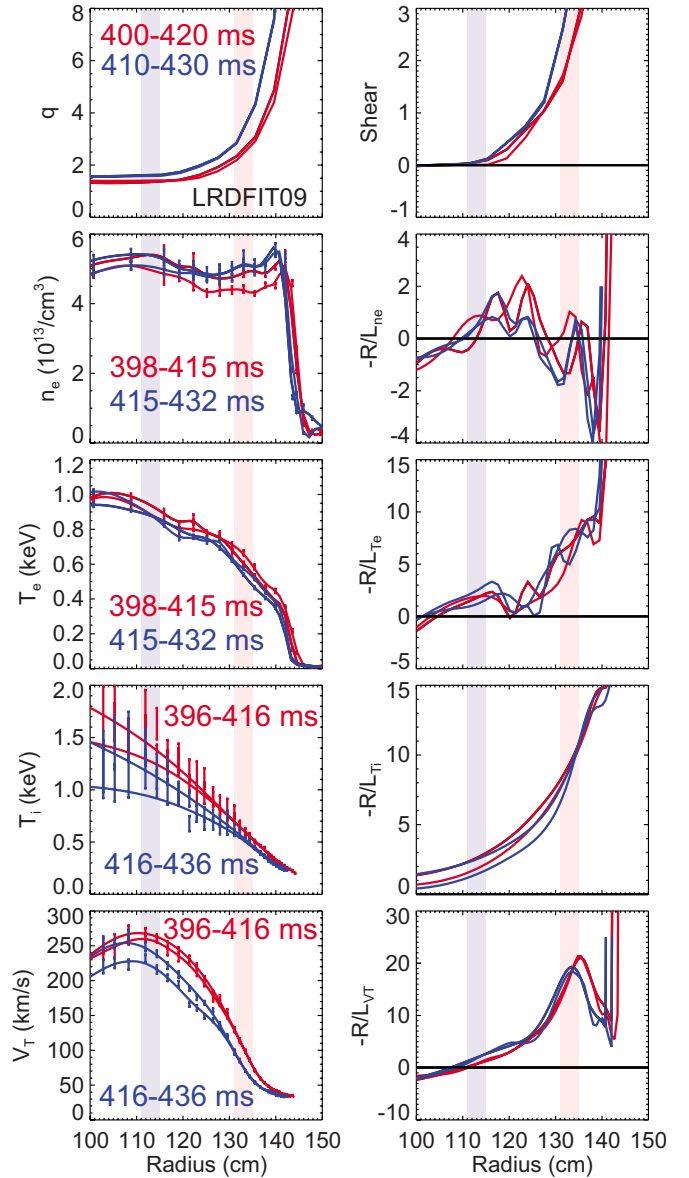 400-420 ms
410-430 ms
LRDFIT09
q
8
6
4
2
0
Shear
3
2
1
0
-1
n_e (10^13/cm^3)
6
4
2
0
398-415 ms
415-432 ms
-R/L_ne
4
2
0
-2
-4
T_e (keV)
1.2
1.0
0.8
0.6
0.4
0.2
0.0
398-415 ms
415-432 ms
-R/L_Te
15
10
5
0
-5
T_i (keV)
2.0
1.5
1.0
0.5
0.0
396-416 ms
416-436 ms
-R/L_Ti
15
10
5
0
V_T (km/s)
300
250
200
150
100
50
0
396-416 ms
416-436 ms
100 110 120 130 140 150
Radius (cm)
-R/L_VT
30
20
10
0
-10
100 110 120 130 140 150
Radius (cm)